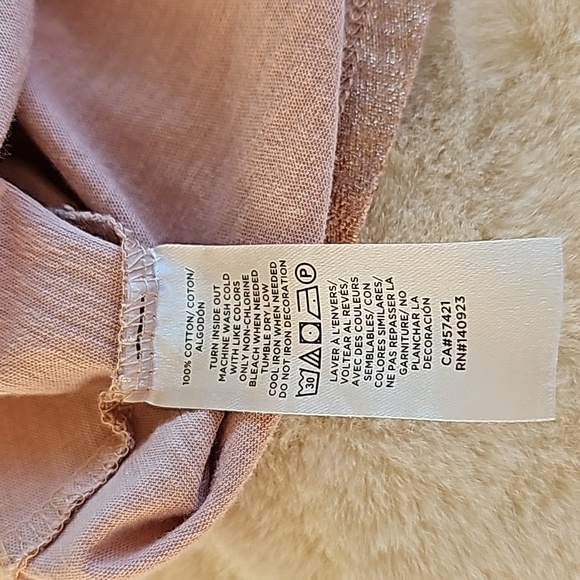 100% COTTON/ COTON/
ALGODÓN
TURN INSIDE OUT
MACHINE WASH COLD
WITH LIKE COLORS
ONLY NON-CHLORINE
BLEACH WHEN NEEDED
TUMBLE DRY LOW
COOL IRON WHEN NEEDED
DO NOT IRON DECORATION
30 P
LAVER À L'ENVERS/
VOLTEAR AL REVÉS/
AVEC DES COULEURS
SEMBLABLES/ CON
COLORES SIMILARES/
NE PAS REPASSER LA
GARNITURE/ NO
PLANCHAR LA
DECORACIÓN
CA#57421
RN#140923